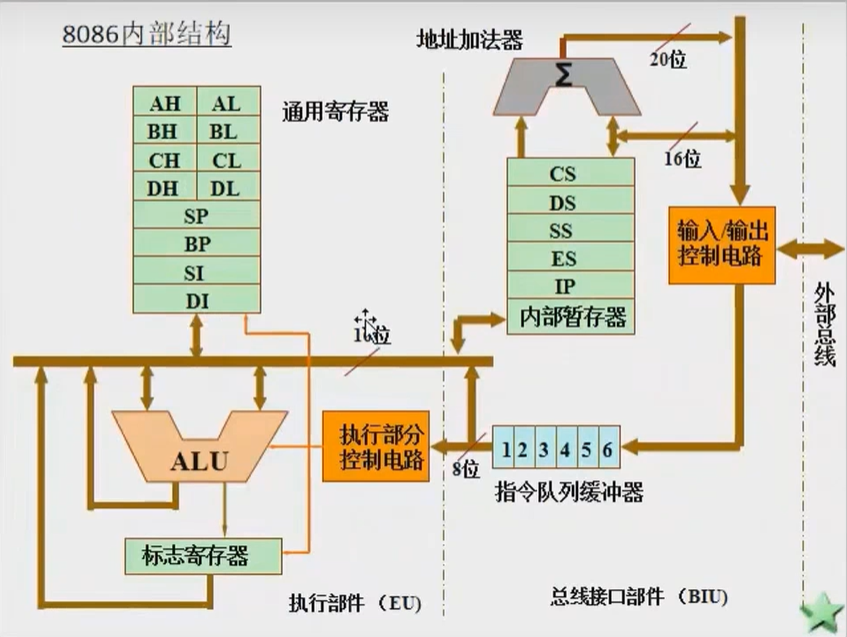 8086内部结构
地址加法器
Σ
20位
AH AL
通用寄存器
BH BL
CH CL
DH DL
SP
BP
SI
DI
16位
CS
DS
SS
ES
IP
内部暂存器
输入/输出
控制电路
外部总线
位
ALU
执行部分
控制电路
8位
1 2 3 4 5 6
指令队列缓冲器
标志寄存器
执行部件（EU)
总线接口部件（BIU)